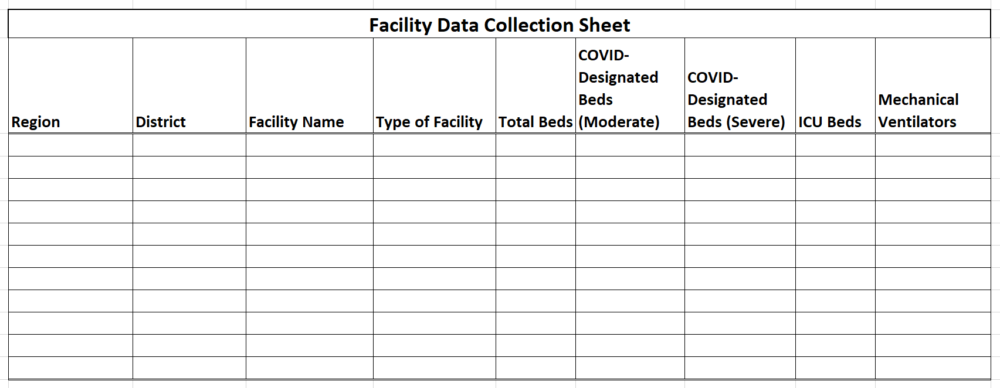 Facility Data Collection Sheet
Region
District
Facility Name
Type of Facility
Total Beds
COVID-
Designated
Beds
(Moderate)
COVID-
Designated
Beds (Severe)
ICU Beds
Mechanical
Ventilators